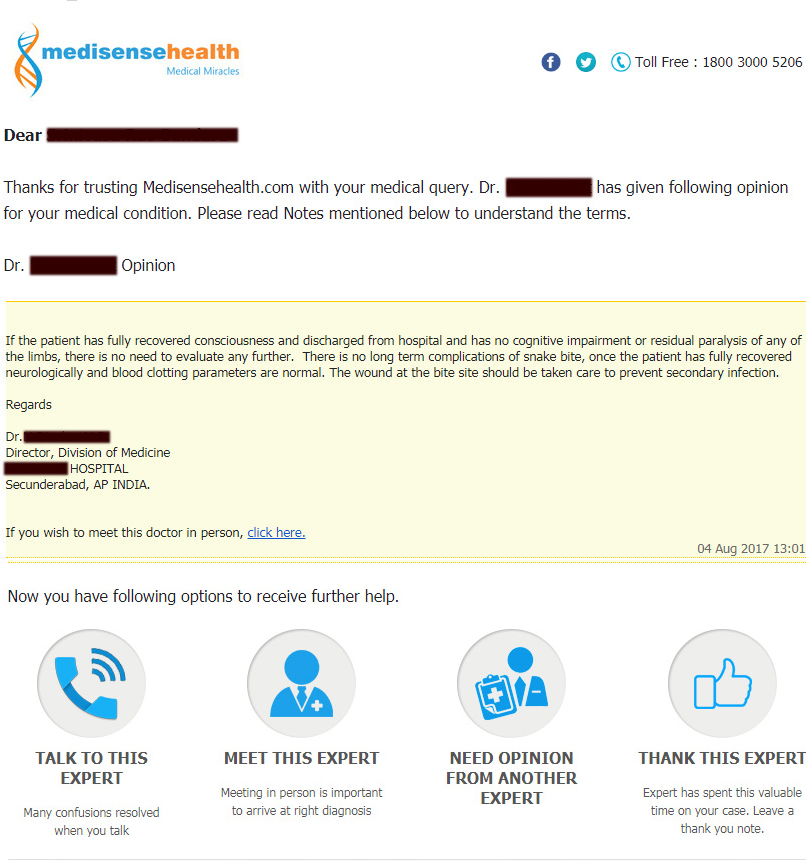 medisensehealth
Medical Miracles
Toll Free : 1800 3000 5206
Dear
Thanks for trusting Medisensehealth.com with your medical query. Dr. has given following opinion
for your medical condition. Please read Notes mentioned below to understand the terms.
Dr. Opinion
If the patient has fully recovered consciousness and discharged from hospital and has no cognitive impairment or residual paralysis of any of
the limbs, there is no need to evaluate any further. There is no long term complications of snake bite, once the patient has fully recovered
neurologically and blood clotting parameters are normal. The wound at the bite site should be taken care to prevent secondary infection.
Regards
Dr.
Director, Division of Medicine
HOSPITAL
Secunderabad, AP INDIA.
If you wish to meet this doctor in person, click here.
04 Aug 2017 13:01
Now you have following options to receive further help.
TALK TO THIS
EXPERT
Many confusions resolved
when you talk
MEET THIS EXPERT
Meeting in person is important
to arrive at right diagnosis
NEED OPINION
FROM ANOTHER
EXPERT
THANK THIS EXPERT
Expert has spent this valuable
time on your case. Leave a
thank you note.